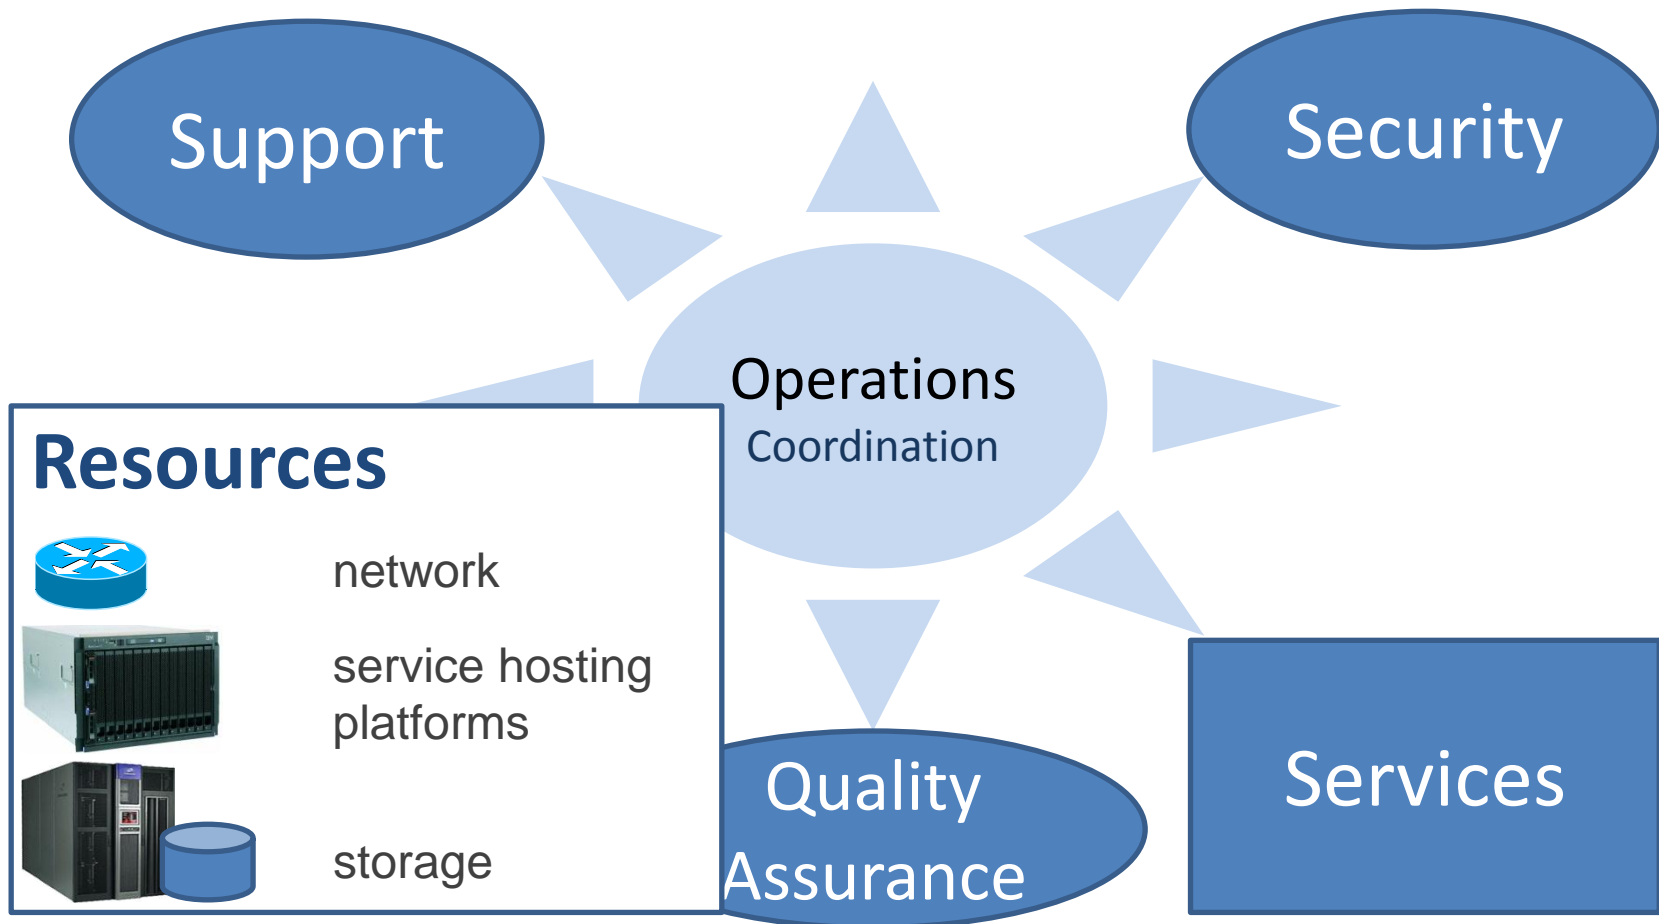 Support
Security
Operations
Coordination
Resources
network
service hosting
platforms
storage
Quality
Assurance
Services